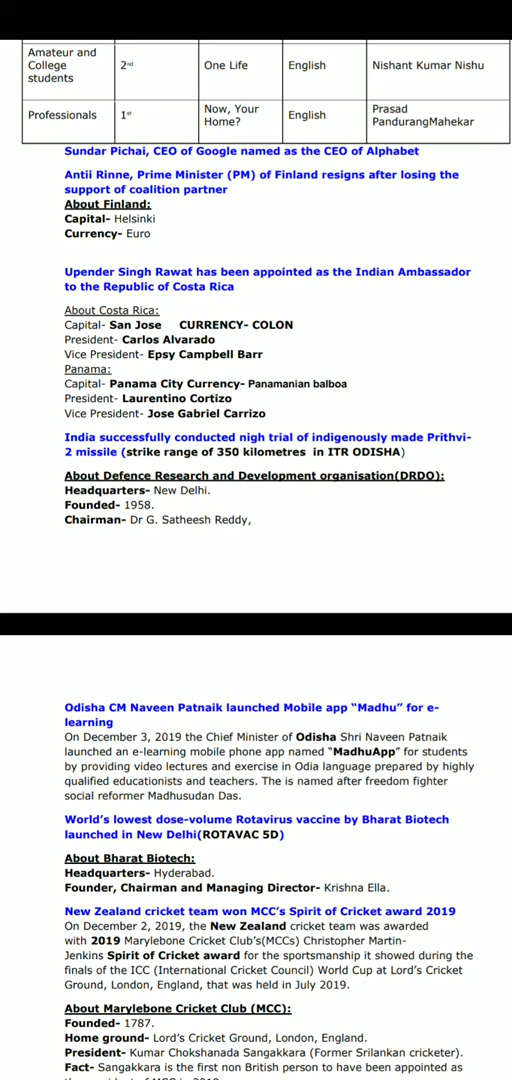 Amateur and College students 2nd One Life English Nishant Kumar Nishu
Professionals 1st Now, Your Home? English Prasad PandurangMahekar
Sundar Pichai, CEO of Google named as the CEO of Alphabet
Antii Rinne, Prime Minister (PM) of Finland resigns after losing the
support of coalition partner
About Finland:
Capital- Helsinki
Currency- Euro
Upender Singh Rawat has been appointed as the Indian Ambassador
to the Republic of Costa Rica
About Costa Rica:
Capital- San Jose CURRENCY- COLON
President- Carlos Alvarado
Vice President- Epsy Campbell Barr
Panama:
Capital- Panama City Currency- Panamanian balboa
President- Laurentino Cortizo
Vice President- Jose Gabriel Carrizo
India successfully conducted nigh trial of indigenously made Prithvi-
2 missile (strike range of 350 kilometres in ITR ODISHA)
About Defence Research and Development organisation(DRDO):
Headquarters- New Delhi.
Founded- 1958.
Chairman- Dr G. Satheesh Reddy,
Odisha CM Naveen Patnaik launched Mobile app “Madhu” for e-
learning
On December 3, 2019 the Chief Minister of Odisha Shri Naveen Patnaik
launched an e-learning mobile phone app named “MadhuApp” for students
by providing video lectures and exercise in Odia language prepared by highly
qualified educationists and teachers. The is named after freedom fighter
social reformer Madhusudan Das.
World’s lowest dose-volume Rotavirus vaccine by Bharat Biotech
launched in New Delhi(ROTAVAC 5D)
About Bharat Biotech:
Headquarters- Hyderabad.
Founder, Chairman and Managing Director- Krishna Ella.
New Zealand cricket team won MCC’s Spirit of Cricket award 2019
On December 2, 2019, the New Zealand cricket team was awarded
with 2019 Marylebone Cricket Club’s(MCCs) Christopher Martin-
Jenkins Spirit of Cricket award for the sportsmanship it showed during the
finals of the ICC (International Cricket Council) World Cup at Lord’s Cricket
Ground, London, England, that was held in July 2019.
About Marylebone Cricket Club (MCC):
Founded- 1787.
Home ground- Lord’s Cricket Ground, London, England.
President- Kumar Chokshanada Sangakkara (Former Srilankan cricketer).
Fact- Sangakkara is the first non British person to have been appointed as